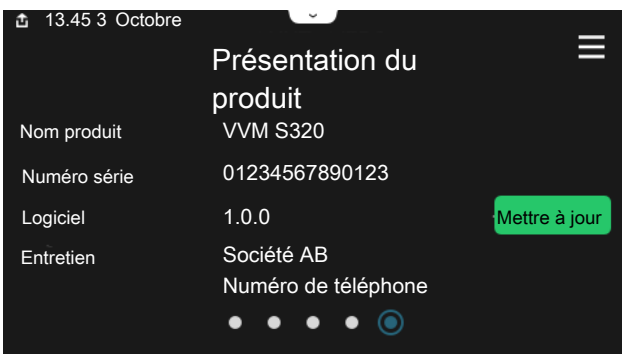 13.45 3 Octobre
Présentation du
produit
Nom produit VVM S320
Numéro série 01234567890123
Logiciel 1.0.0 Mettre à jour
Entretien Société AB
Numéro de téléphone